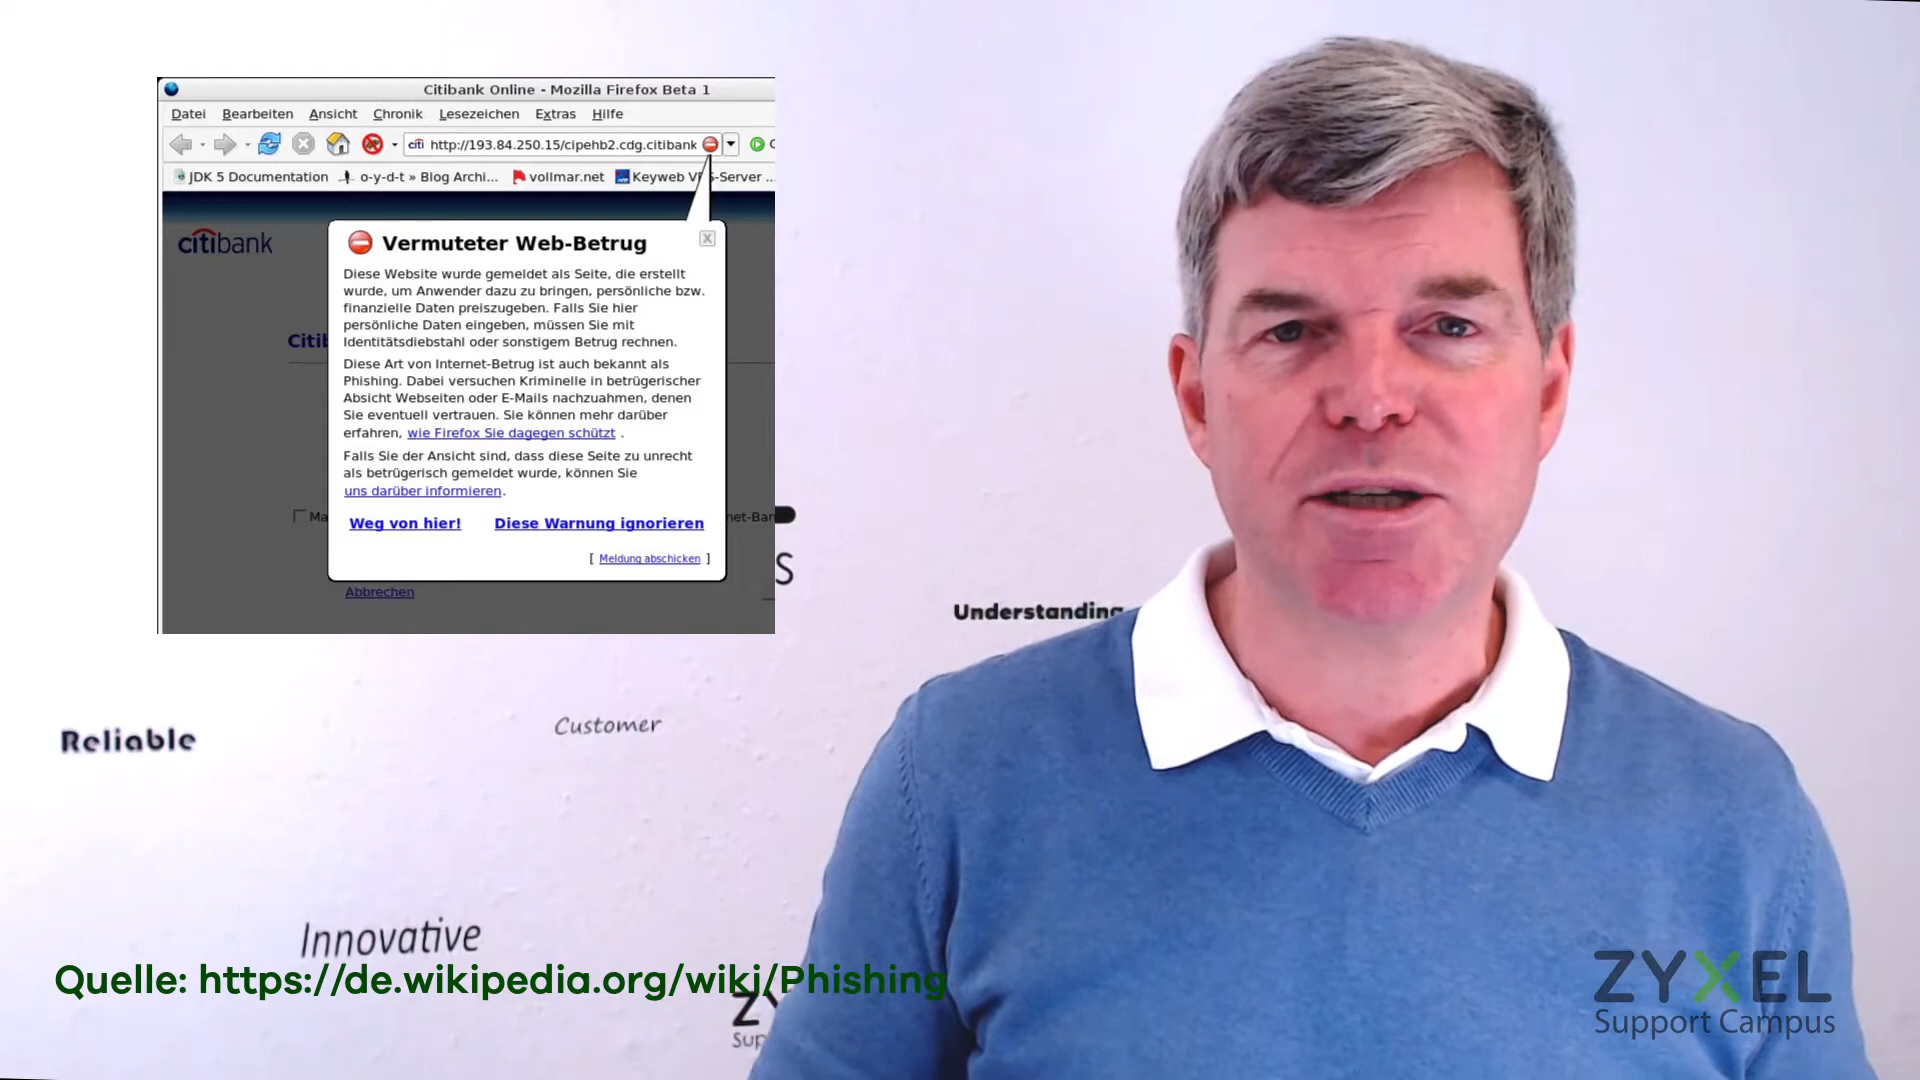 Citibank Online - Mozilla Firefox Beta 1
Datei Bearbeiten Ansicht Chronik Lesezeichen Extras Hilfe
citi http://193.84.250.15/cipehb2.cdg.citibank
JDK 5 Documentation o-y-d-t » Blog Archi... vollmar.net Keyweb VPS-Server ...
citibank
Vermuteter Web-Betrug
Diese Website wurde gemeldet als Seite, die erstellt
wurde, um Anwender dazu zu bringen, persönliche bzw.
finanzielle Daten preiszugeben. Falls Sie hier
persönliche Daten eingeben, müssen Sie mit
Identitätsdiebstahl oder sonstigem Betrug rechnen.
Diese Art von Internet-Betrug ist auch bekannt als
Phishing. Dabei versuchen Kriminelle in betrügerischer
Absicht Webseiten oder E-Mails nachzuahmen, denen
Sie eventuell vertrauen. Sie können mehr darüber
erfahren, wie Firefox Sie dagegen schützt .
Falls Sie der Ansicht sind, dass diese Seite zu unrecht
als betrügerisch gemeldet wurde, können Sie
uns darüber informieren.
Weg von hier! Diese Warnung ignorieren
[ Meldung abschicken ]
Abbrechen
Understanding
Reliable
Customer
Innovative
Quelle: https://de.wikipedia.org/wiki/Phishing
ZYXEL
Support Campus